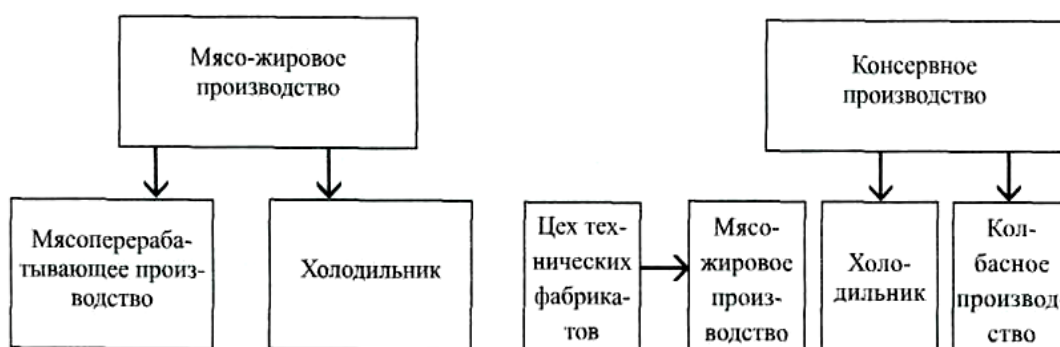 Мясо-жировое
производство
Консервное
производство
Мясоперераба-
тывающее произ-
водство
Холодильник
Цех тех-
нических
фабрика-
тов
Мясо-
жировое
произ-
водство
Холо-
дильник
Кол-
басное
производ-
ство